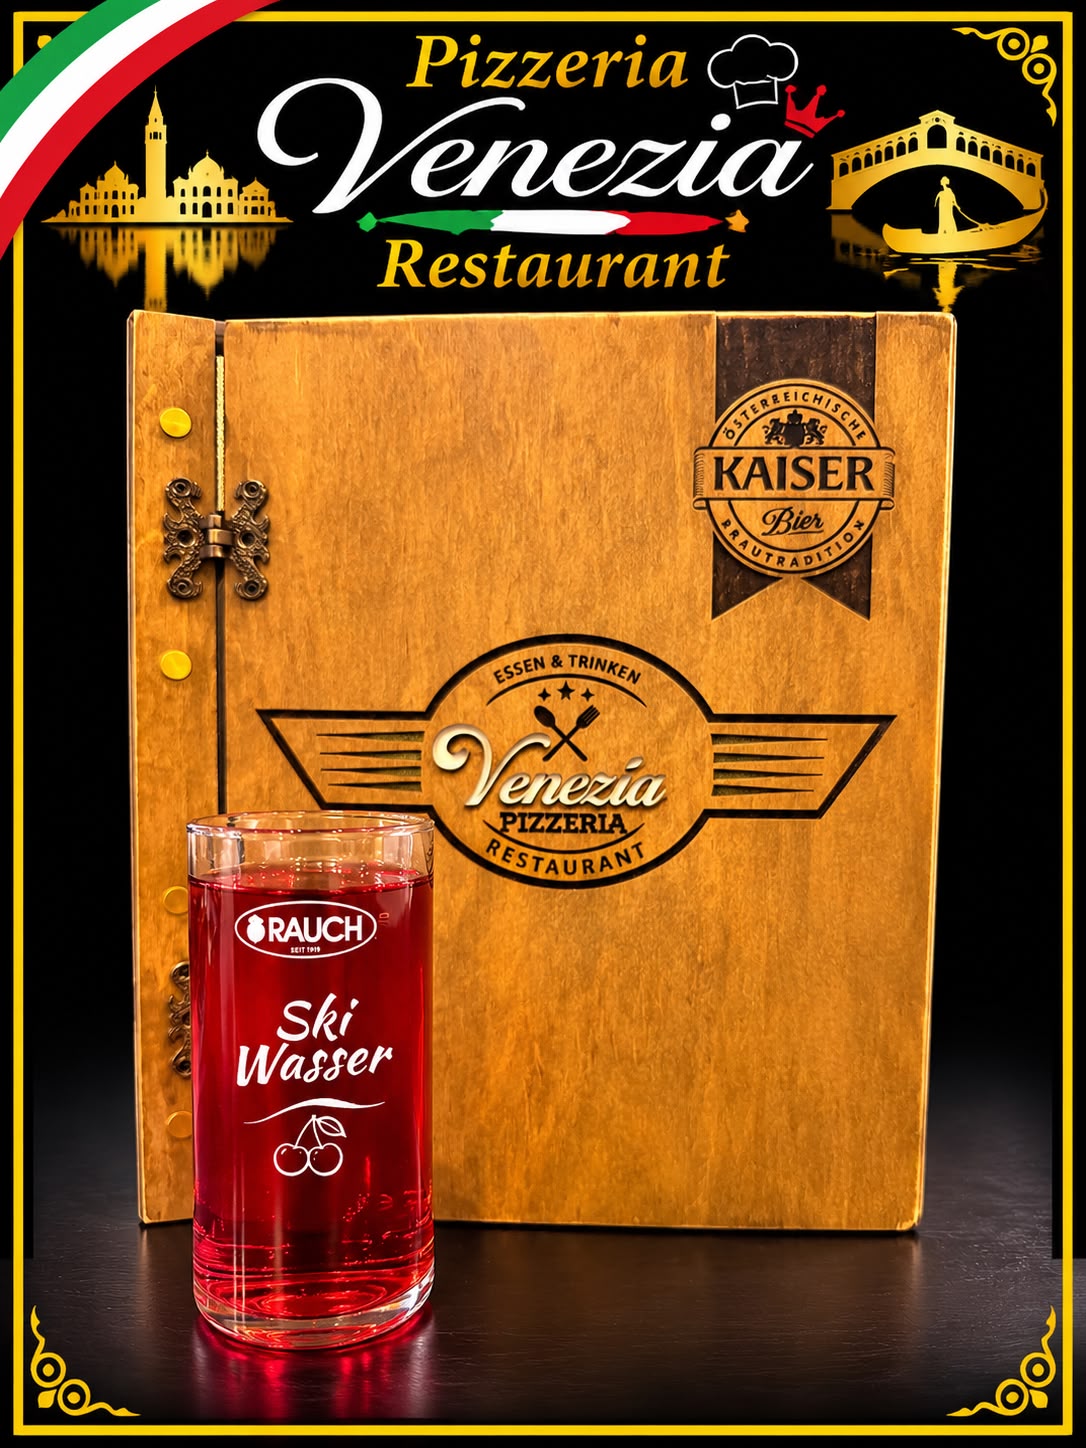 Pizzeria
Venezia
Restaurant
ÖSTERREICHISCHE
KAISER
Bier
BRAUTRADITION
ESSEN & TRINKEN
Venezia
PIZZERIA
RESTAURANT
RAUCH
SEIT 1919
Ski
Wasser